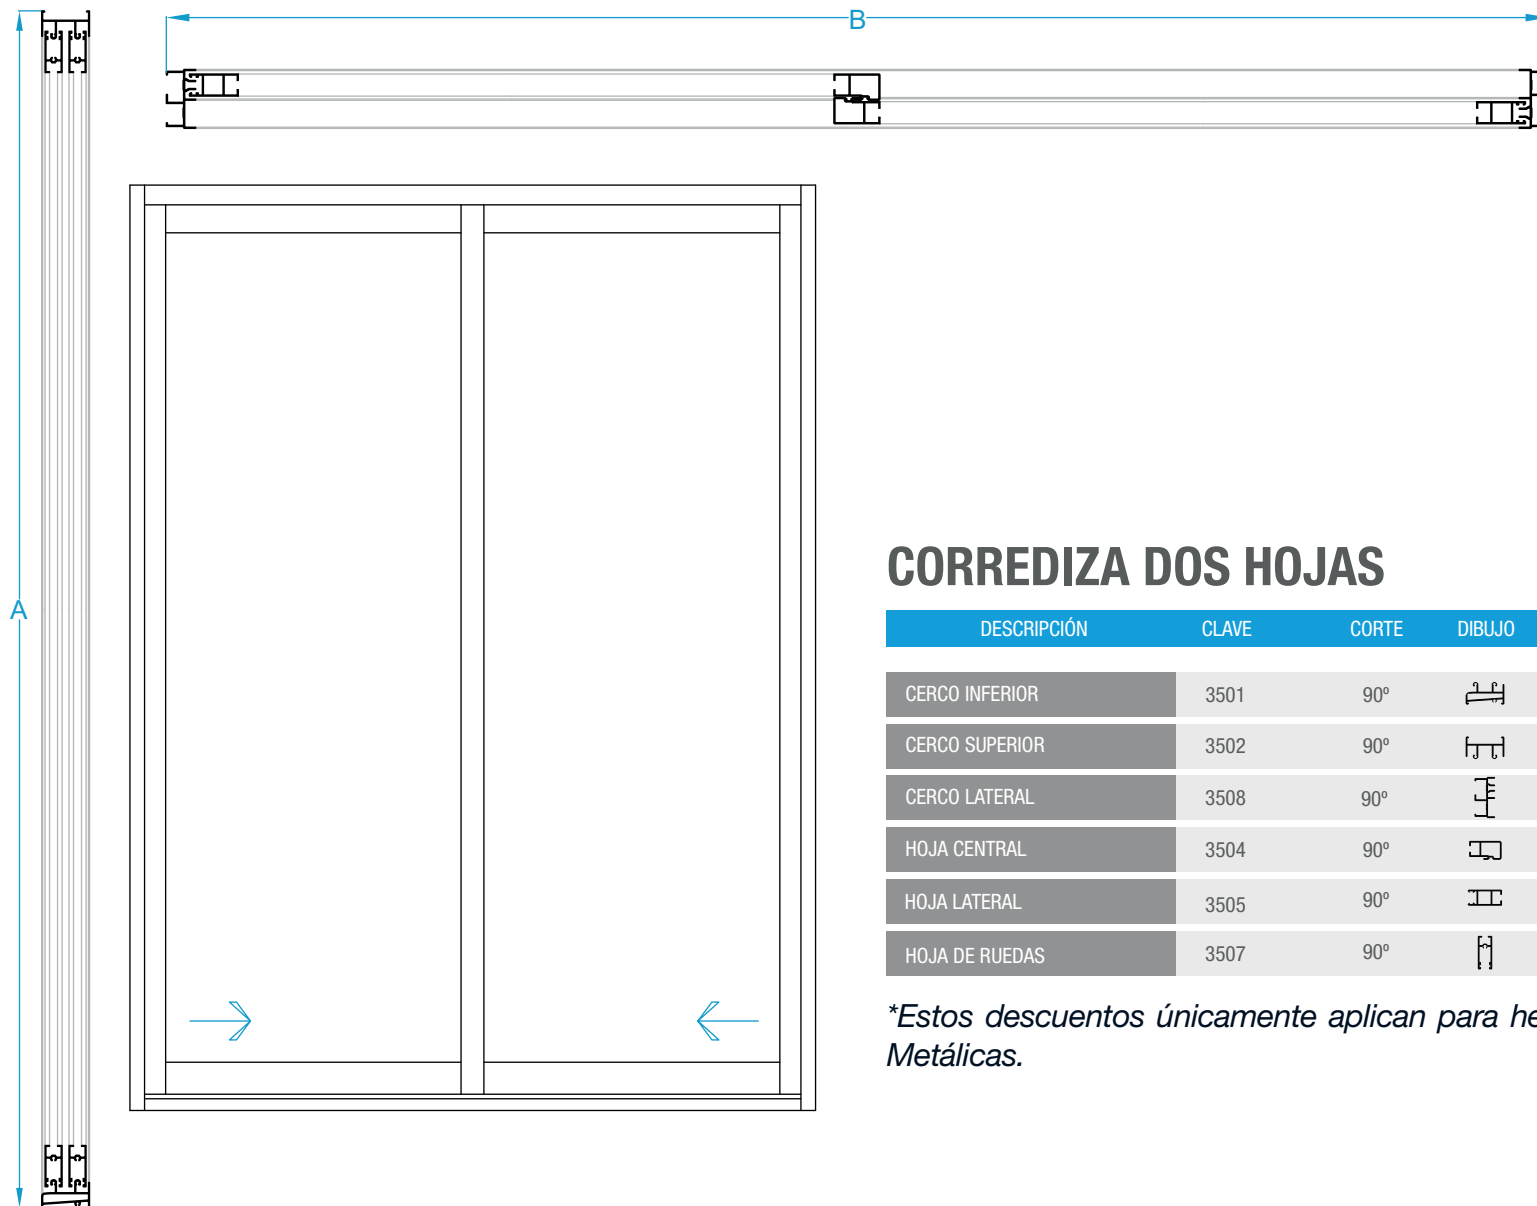 B
A
CORREDIZA DOS HOJAS
DESCRIPCIÓN CLAVE CORTE DIBUJO
CERCO INFERIOR 3501 90º
CERCO SUPERIOR 3502 90º
CERCO LATERAL 3508 90º
HOJA CENTRAL 3504 90º
HOJA LATERAL 3505 90º
HOJA DE RUEDAS 3507 90º
*Estos descuentos únicamente aplican para
Metálicas.